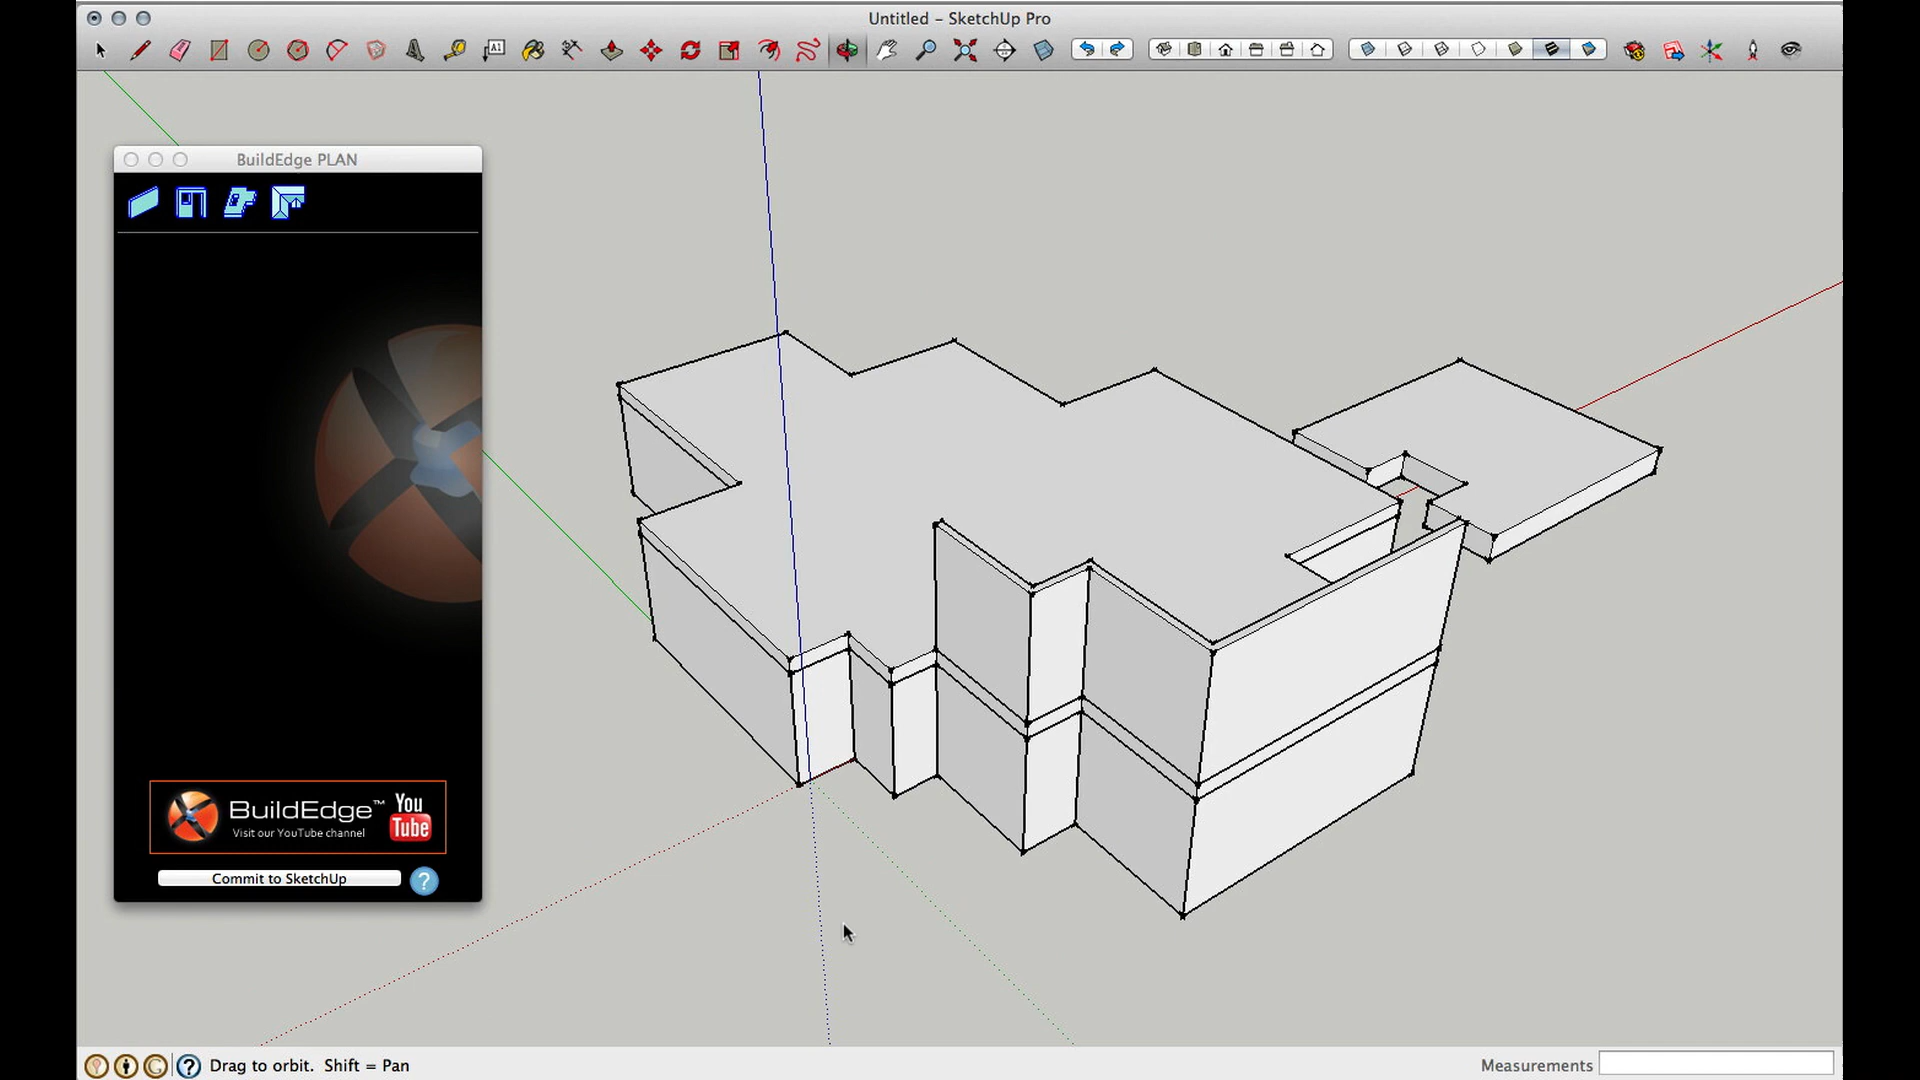 Untitled – SketchUp Pro
A1
BuildEdge PLAN
BuildEdge™
Visit our YouTube channel
You
Tube
Commit to SketchUp
?
? Drag to orbit. Shift = Pan
Measurements